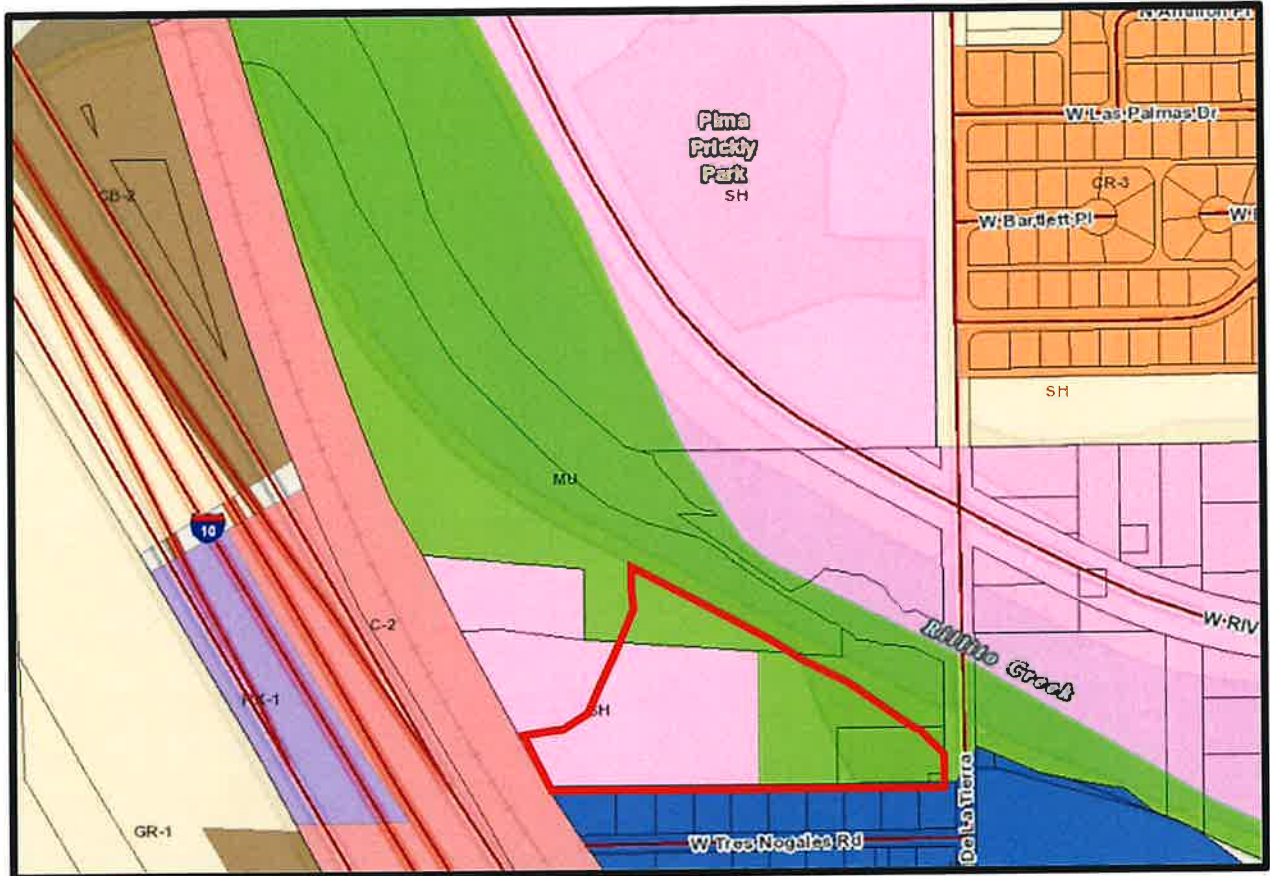 Pima
Prickly
Park
SH
W Las Palmas Dr
CR-3
W Bartlett Pl
CB-2
SH
MU
10
C-2
W RIV
Rillito Creek
SH
GR-1
W Tres Nogales Rd
De La Tierra